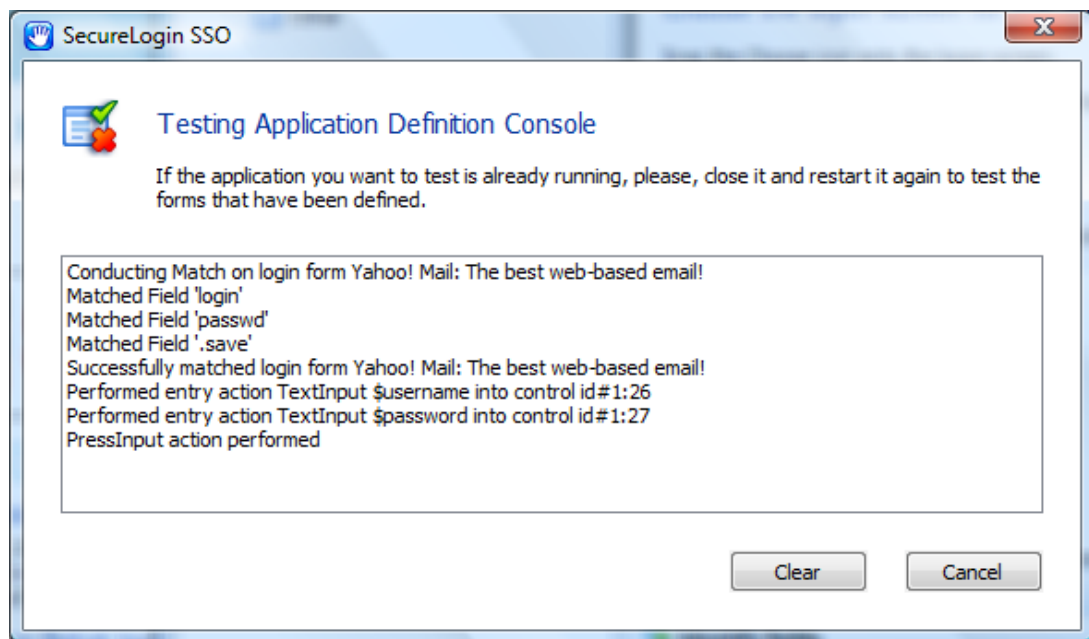 SecureLogin SSO
Testing Application Definition Console
If the application you want to test is already running, please, close it and restart it again to test the
forms that have been defined.
Conducting Match on login form Yahoo! Mail: The best web-based email!
Matched Field 'login'
Matched Field 'passwd'
Matched Field '.save'
Successfully matched login form Yahoo! Mail: The best web-based email!
Performed entry action TextInput $username into control id#1:26
Performed entry action TextInput $password into control id#1:27
PressInput action performed
Clear
Cancel